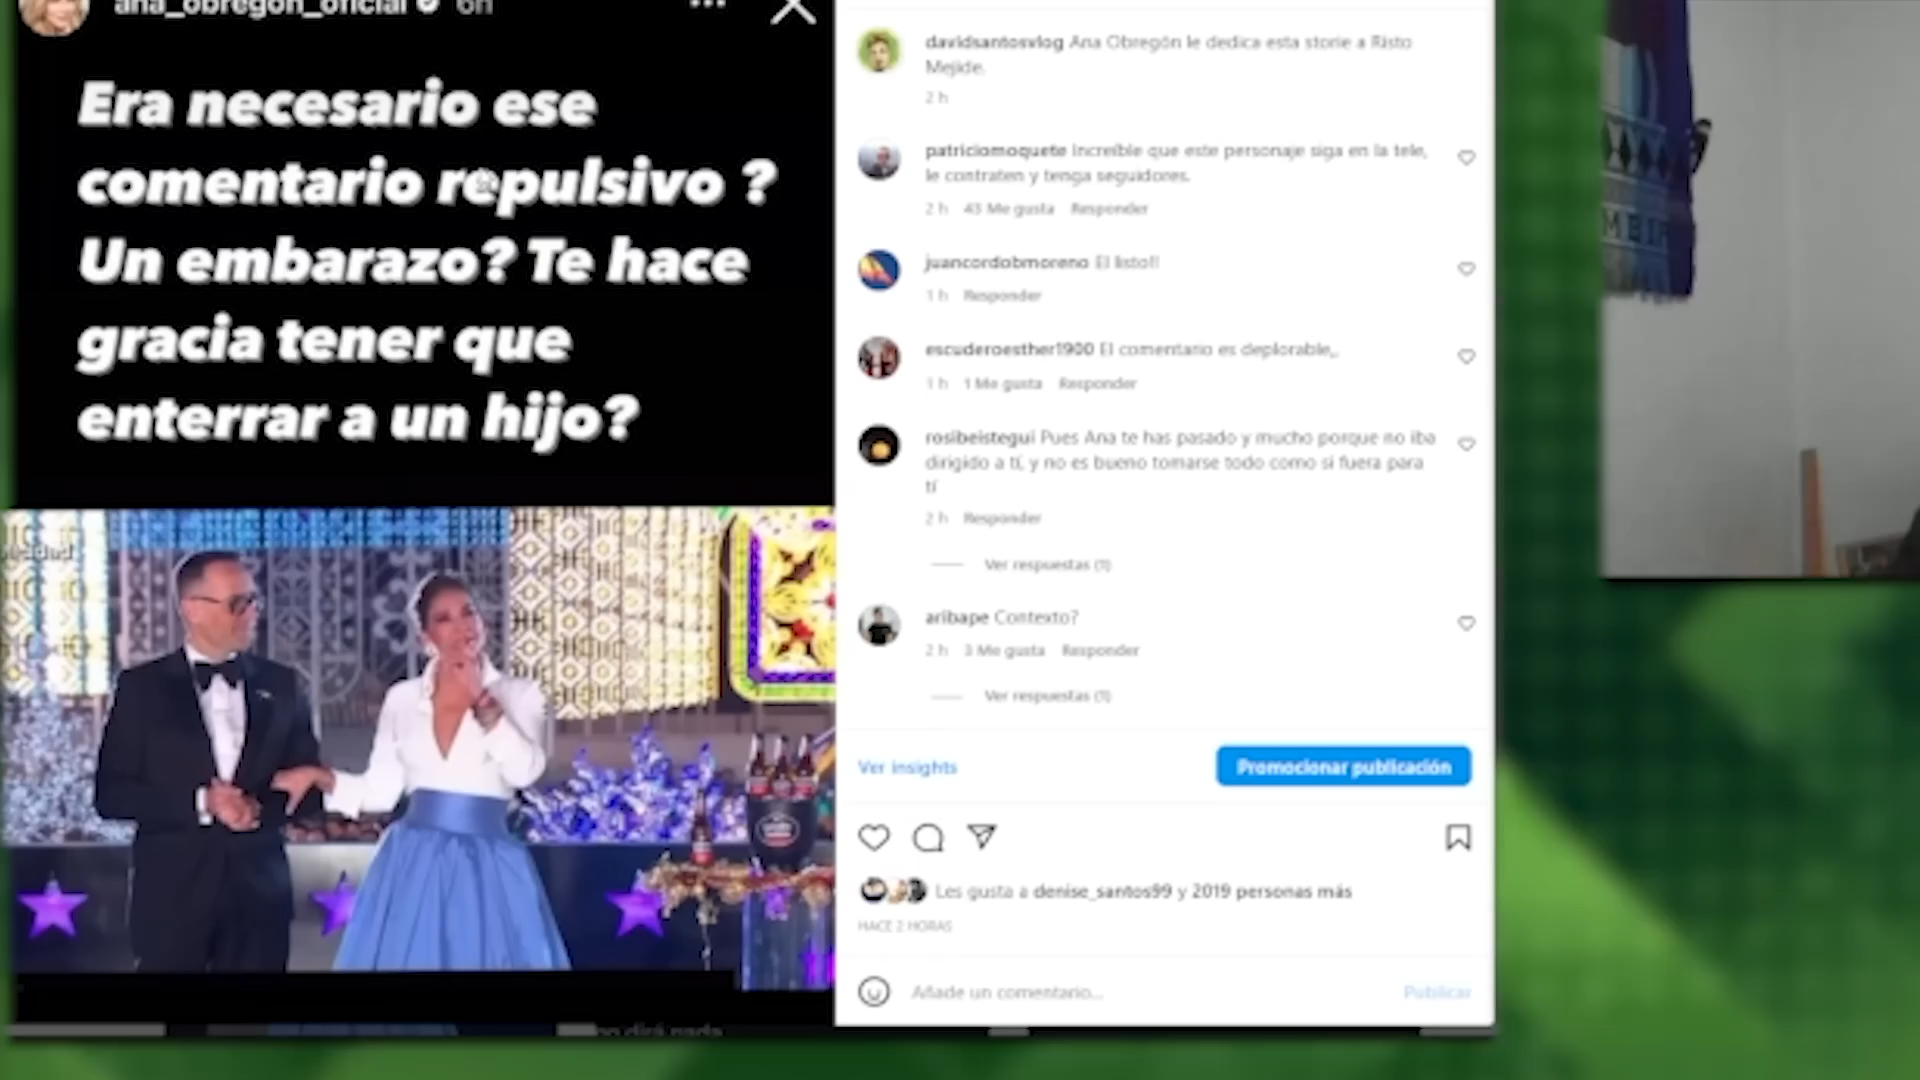 ana_obregon_oficial 6h
Era necesario ese
comentario repulsivo ?
Un embarazo? Te hace
gracia tener que
enterrar a un hijo?
davidsantosvlog Ana Obregón le dedica esta storie a Risto
Mejide.
2 h
patriciomoquete Increíble que este personaje siga en la tele,
le contraten y tenga seguidores.
2 h 43 Me gusta Responder
juancordobmoreno El listo!!
1 h Responder
escuderoesther1900 El comentario es deplorable,,
1 h 1 Me gusta Responder
rosibeistegui Pues Ana te has pasado y mucho porque no iba
dirigido a tí, y no es bueno tomarse todo como si fuera para
tí
2 h Responder
Ver respuestas (1)
aribape Contexto?
2 h 3 Me gusta Responder
Ver respuestas (1)
Ver insights
Promocionar publicación
Les gusta a denise_santos99 y 2019 personas más
HACE 2 HORAS
Añade un comentario...
Publicar